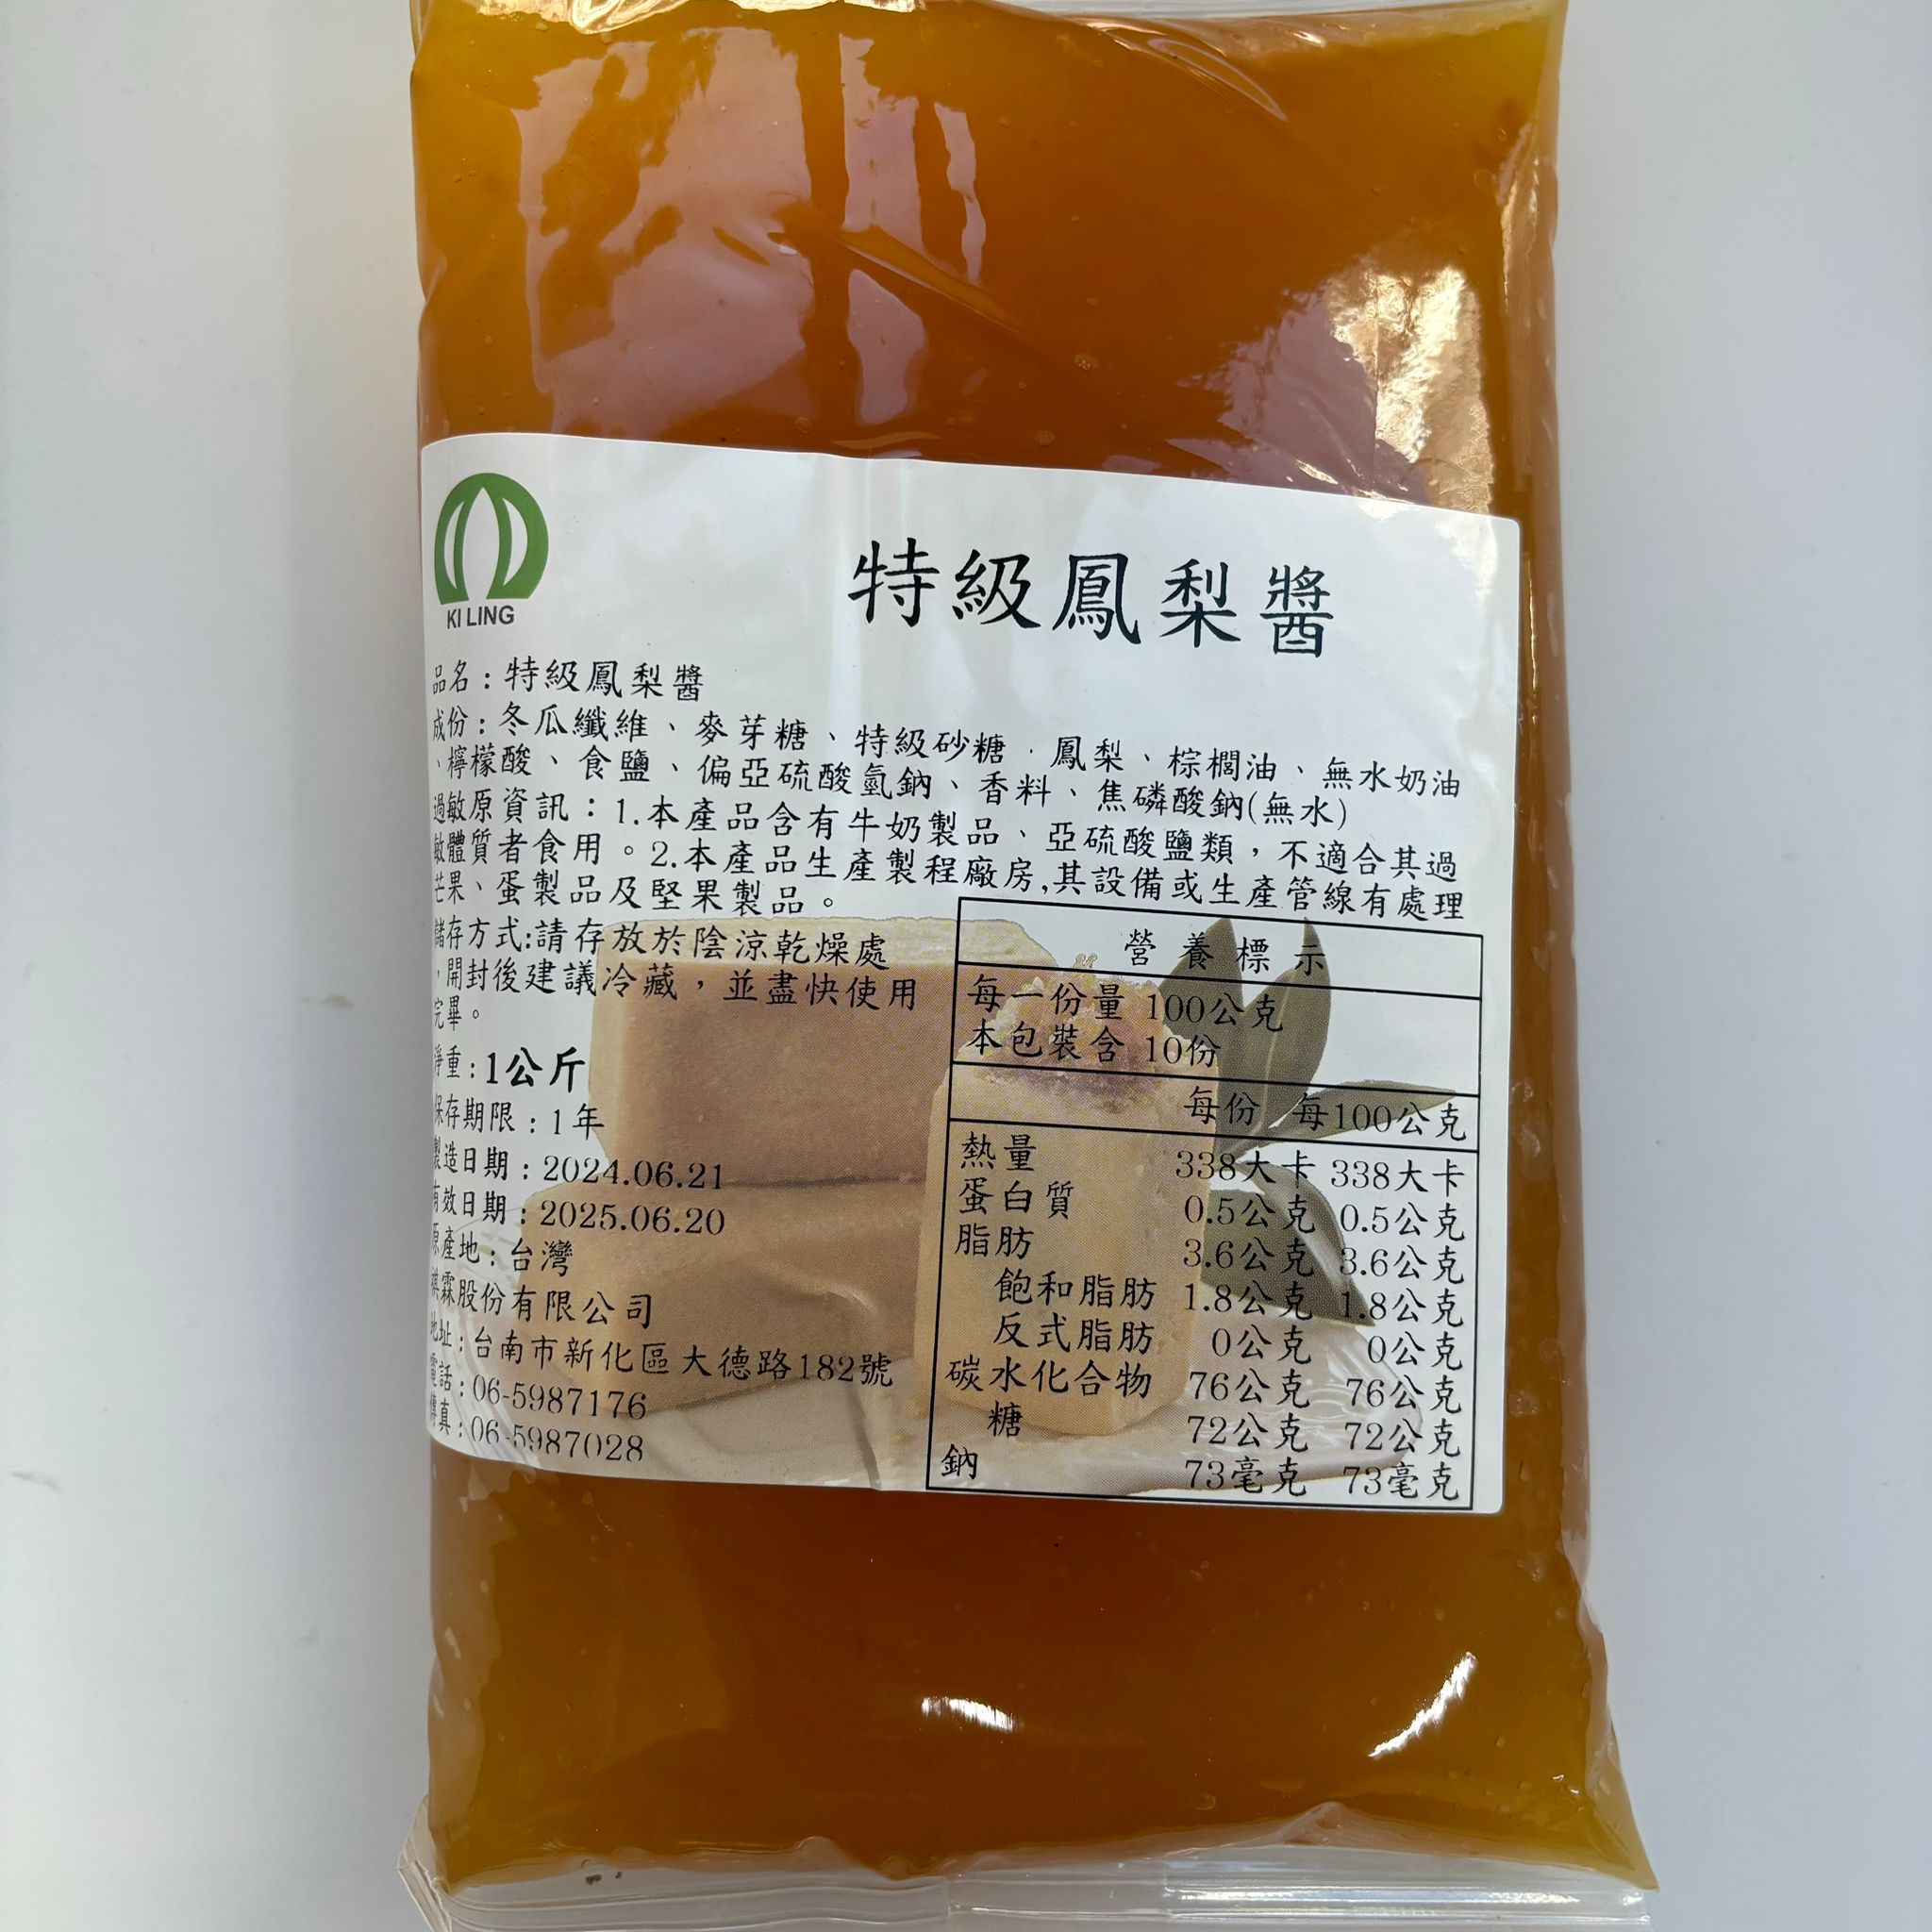 KI LING
特級鳳梨醬
品名：特級鳳梨醬
成份：冬瓜纖維、麥芽糖、特級砂糖、鳳梨、棕櫚油、無水奶油
、檸檬酸、食鹽、偏亞硫酸氫鈉、香料、焦磷酸鈉(無水)
過敏原資訊：1.本產品含有牛奶製品、亞硫酸鹽類，不適合其過
敏體質者食用。2.本產品生產製程廠房,其設備或生產管線有處理
芒果、蛋製品及堅果製品。
儲存方式:請存放於陰涼乾燥處
，開封後建議冷藏，並盡快使用
完畢。
淨重:1公斤
保存期限：1年
製造日期：2024.06.21
有效日期：2025.06.20
原產地：台灣
祺霖股份有限公司
地址：台南市新化區大德路182號
電話：06-5987176
傳真：06-5987028
營養標示
每一份量 100公克
本包裝含 10份
每份 每100公克
熱量 338大卡 338大卡
蛋白質 0.5公克 0.5公克
脂肪 3.6公克 3.6公克
飽和脂肪 1.8公克 1.8公克
反式脂肪 0公克 0公克
碳水化合物 76公克 76公克
糖 72公克 72公克
鈉 73毫克 73毫克